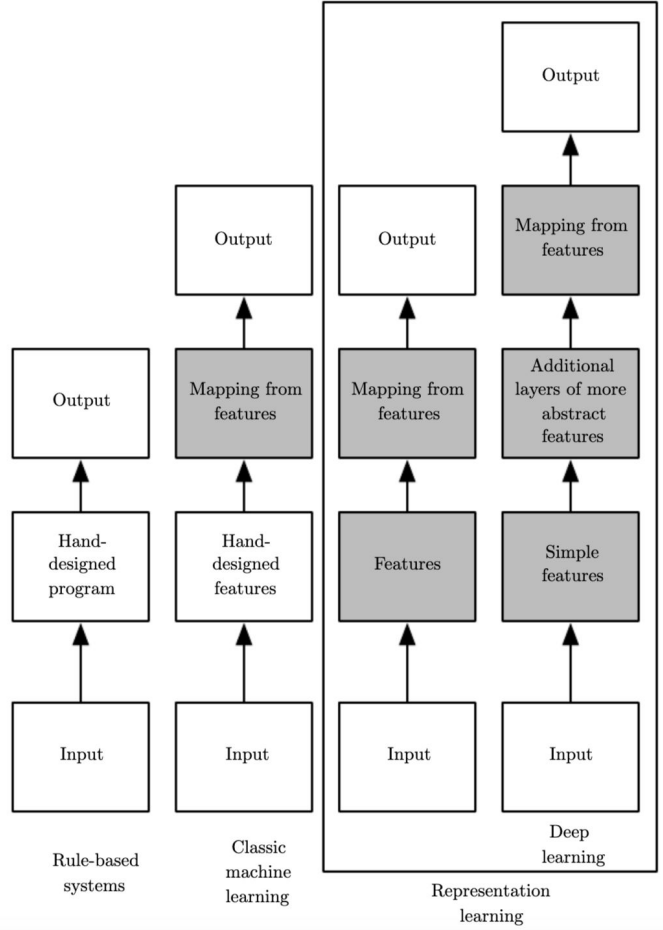 Output
Mapping from
features
Output
Output
Mapping from
features
Mapping from
features
Additional
layers of more
abstract
features
Output
Hand-
designed
program
Hand-
designed
features
Features
Simple
features
Input
Input
Input
Input
Rule-based
systems
Classic
machine
learning
Deep
learning
Representation
learning